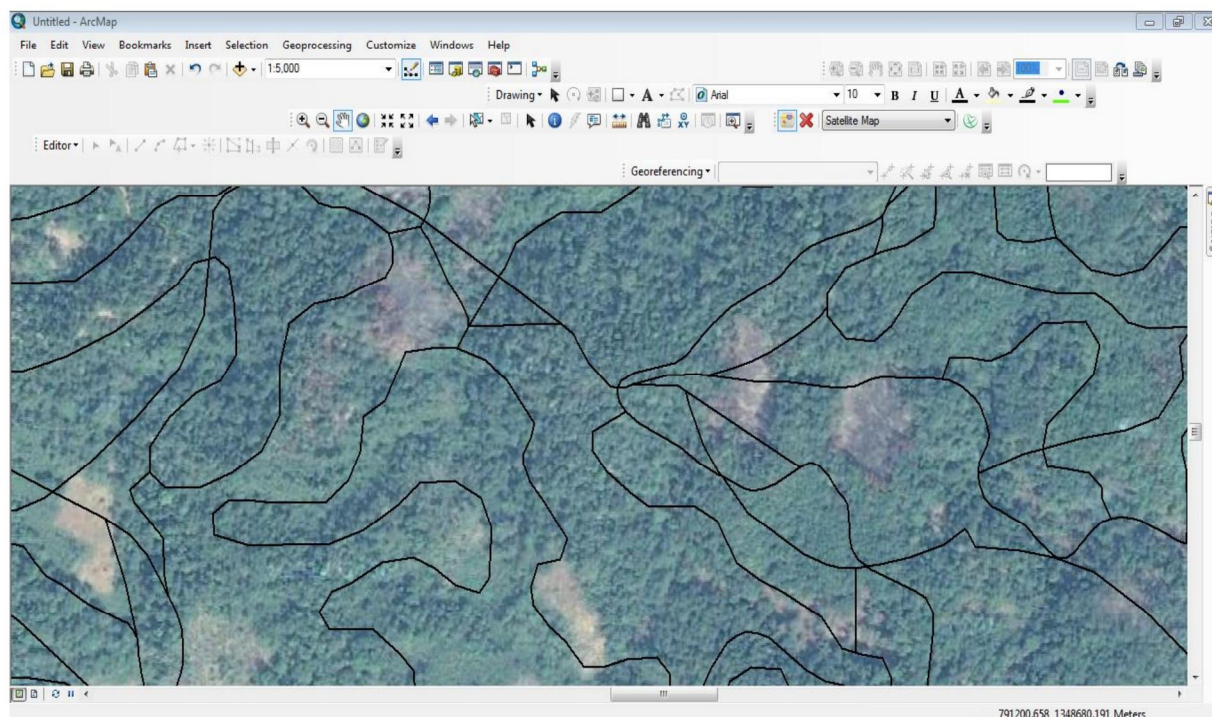 Untitled - ArcMap
File Edit View Bookmarks Insert Selection Geoprocessing Customize Windows Help
1:5,000
Drawing A Arial 10 B I U A
Satellite Map
Editor
Georeferencing
791200.658 1348680.191 Meters